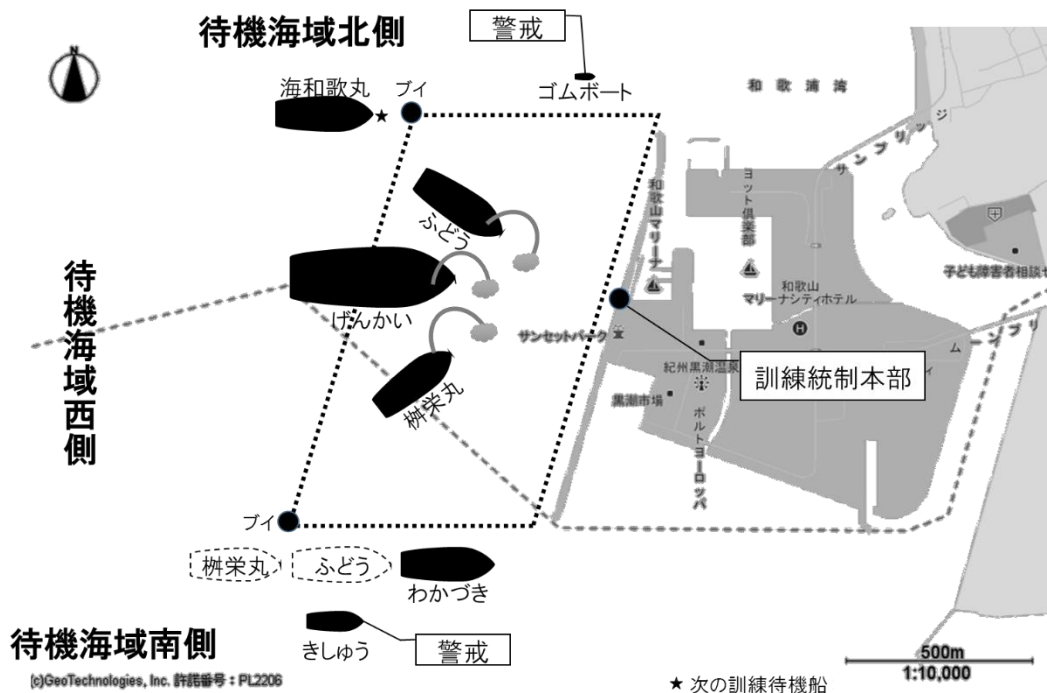 待機海域北側
警戒
N
海和歌丸
★
ブイ
ゴムボート
和歌浦湾
サンブリッジ
ふどう
和歌山マリーナ
ヨット倶楽部
子ども障害者相談セ
待機海域西側
げんかい
和歌山
マリーナシティホテル
H
サンセットパーク
訓練統制本部
紀州黒潮温泉
黒潮市場
ポルトヨーロッパ
桝栄丸
ブイ
桝栄丸
ふどう
わかづき
待機海域南側
きしゅう
警戒
500m
1:10,000
(c)GeoTechnologies, Inc. 許諾番号：PL2206
★ 次の訓練待機船